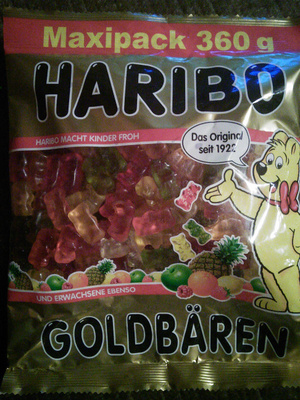 Maxipack 360 g
HARIBO
HARIBO MACHT KINDER FROH
Das Original
seit 1922
UND ERWACHSENE EBENSO
GOLDBÄREN